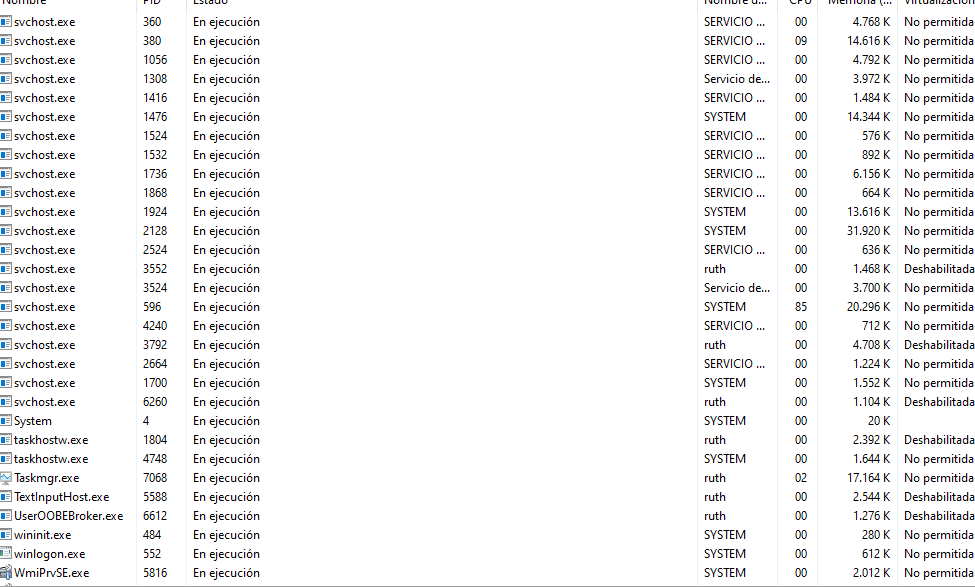 Nombre PID Estado Nombre d... CPU Memoria (... Virtualización
svchost.exe 360 En ejecución SERVICIO ... 00 4.768 K No permitida
svchost.exe 380 En ejecución SERVICIO ... 09 14.616 K No permitida
svchost.exe 1056 En ejecución SERVICIO ... 00 4.792 K No permitida
svchost.exe 1308 En ejecución Servicio de... 00 3.972 K No permitida
svchost.exe 1416 En ejecución SERVICIO ... 00 1.484 K No permitida
svchost.exe 1476 En ejecución SYSTEM 00 14.344 K No permitida
svchost.exe 1524 En ejecución SERVICIO ... 00 576 K No permitida
svchost.exe 1532 En ejecución SERVICIO ... 00 892 K No permitida
svchost.exe 1736 En ejecución SERVICIO ... 00 6.156 K No permitida
svchost.exe 1868 En ejecución SERVICIO ... 00 664 K No permitida
svchost.exe 1924 En ejecución SYSTEM 00 13.616 K No permitida
svchost.exe 2128 En ejecución SYSTEM 00 31.920 K No permitida
svchost.exe 2524 En ejecución SERVICIO ... 00 636 K No permitida
svchost.exe 3552 En ejecución ruth 00 1.468 K Deshabilitada
svchost.exe 3524 En ejecución Servicio de... 00 3.700 K No permitida
svchost.exe 596 En ejecución SYSTEM 85 20.296 K No permitida
svchost.exe 4240 En ejecución SERVICIO ... 00 712 K No permitida
svchost.exe 3792 En ejecución ruth 00 4.708 K Deshabilitada
svchost.exe 2664 En ejecución SERVICIO ... 00 1.224 K No permitida
svchost.exe 1700 En ejecución SYSTEM 00 1.552 K No permitida
svchost.exe 6260 En ejecución ruth 00 1.104 K Deshabilitada
System 4 En ejecución SYSTEM 00 20 K
taskhostw.exe 1804 En ejecución ruth 00 2.392 K Deshabilitada
taskhostw.exe 4748 En ejecución SYSTEM 00 1.644 K No permitida
Taskmgr.exe 7068 En ejecución ruth 02 17.164 K No permitida
TextInputHost.exe 5588 En ejecución ruth 00 2.544 K Deshabilitada
UserOOBEBroker.exe 6612 En ejecución ruth 00 1.276 K Deshabilitada
wininit.exe 484 En ejecución SYSTEM 00 280 K No permitida
winlogon.exe 552 En ejecución SYSTEM 00 612 K No permitida
WmiPrvSE.exe 5816 En ejecución SYSTEM 00 2.012 K No permitida